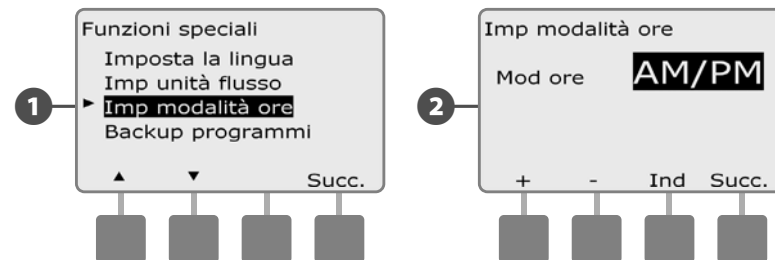 Funzioni speciali
Imposta la lingua
Imp unità flusso
► Imp modalità ore
Backup programmi
▲ ▼ Succ.
1
Imp modalità ore
Mod ore AM/PM
+ - Ind Succ.
2